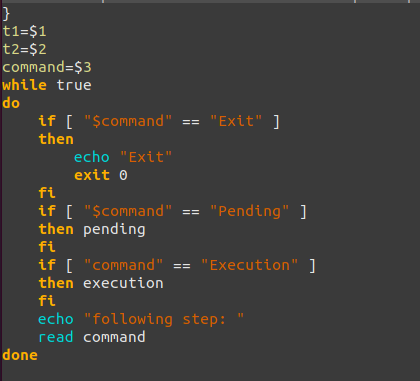 }
t1=$1
t2=$2
command=$3
while true
do
    if [ "$command" == "Exit" ]
    then
        echo "Exit"
        exit 0
    fi
    if [ "$command" == "Pending" ]
    then pending
    fi
    if [ "command" == "Execution" ]
    then execution
    fi
    echo "following step: "
    read command
done